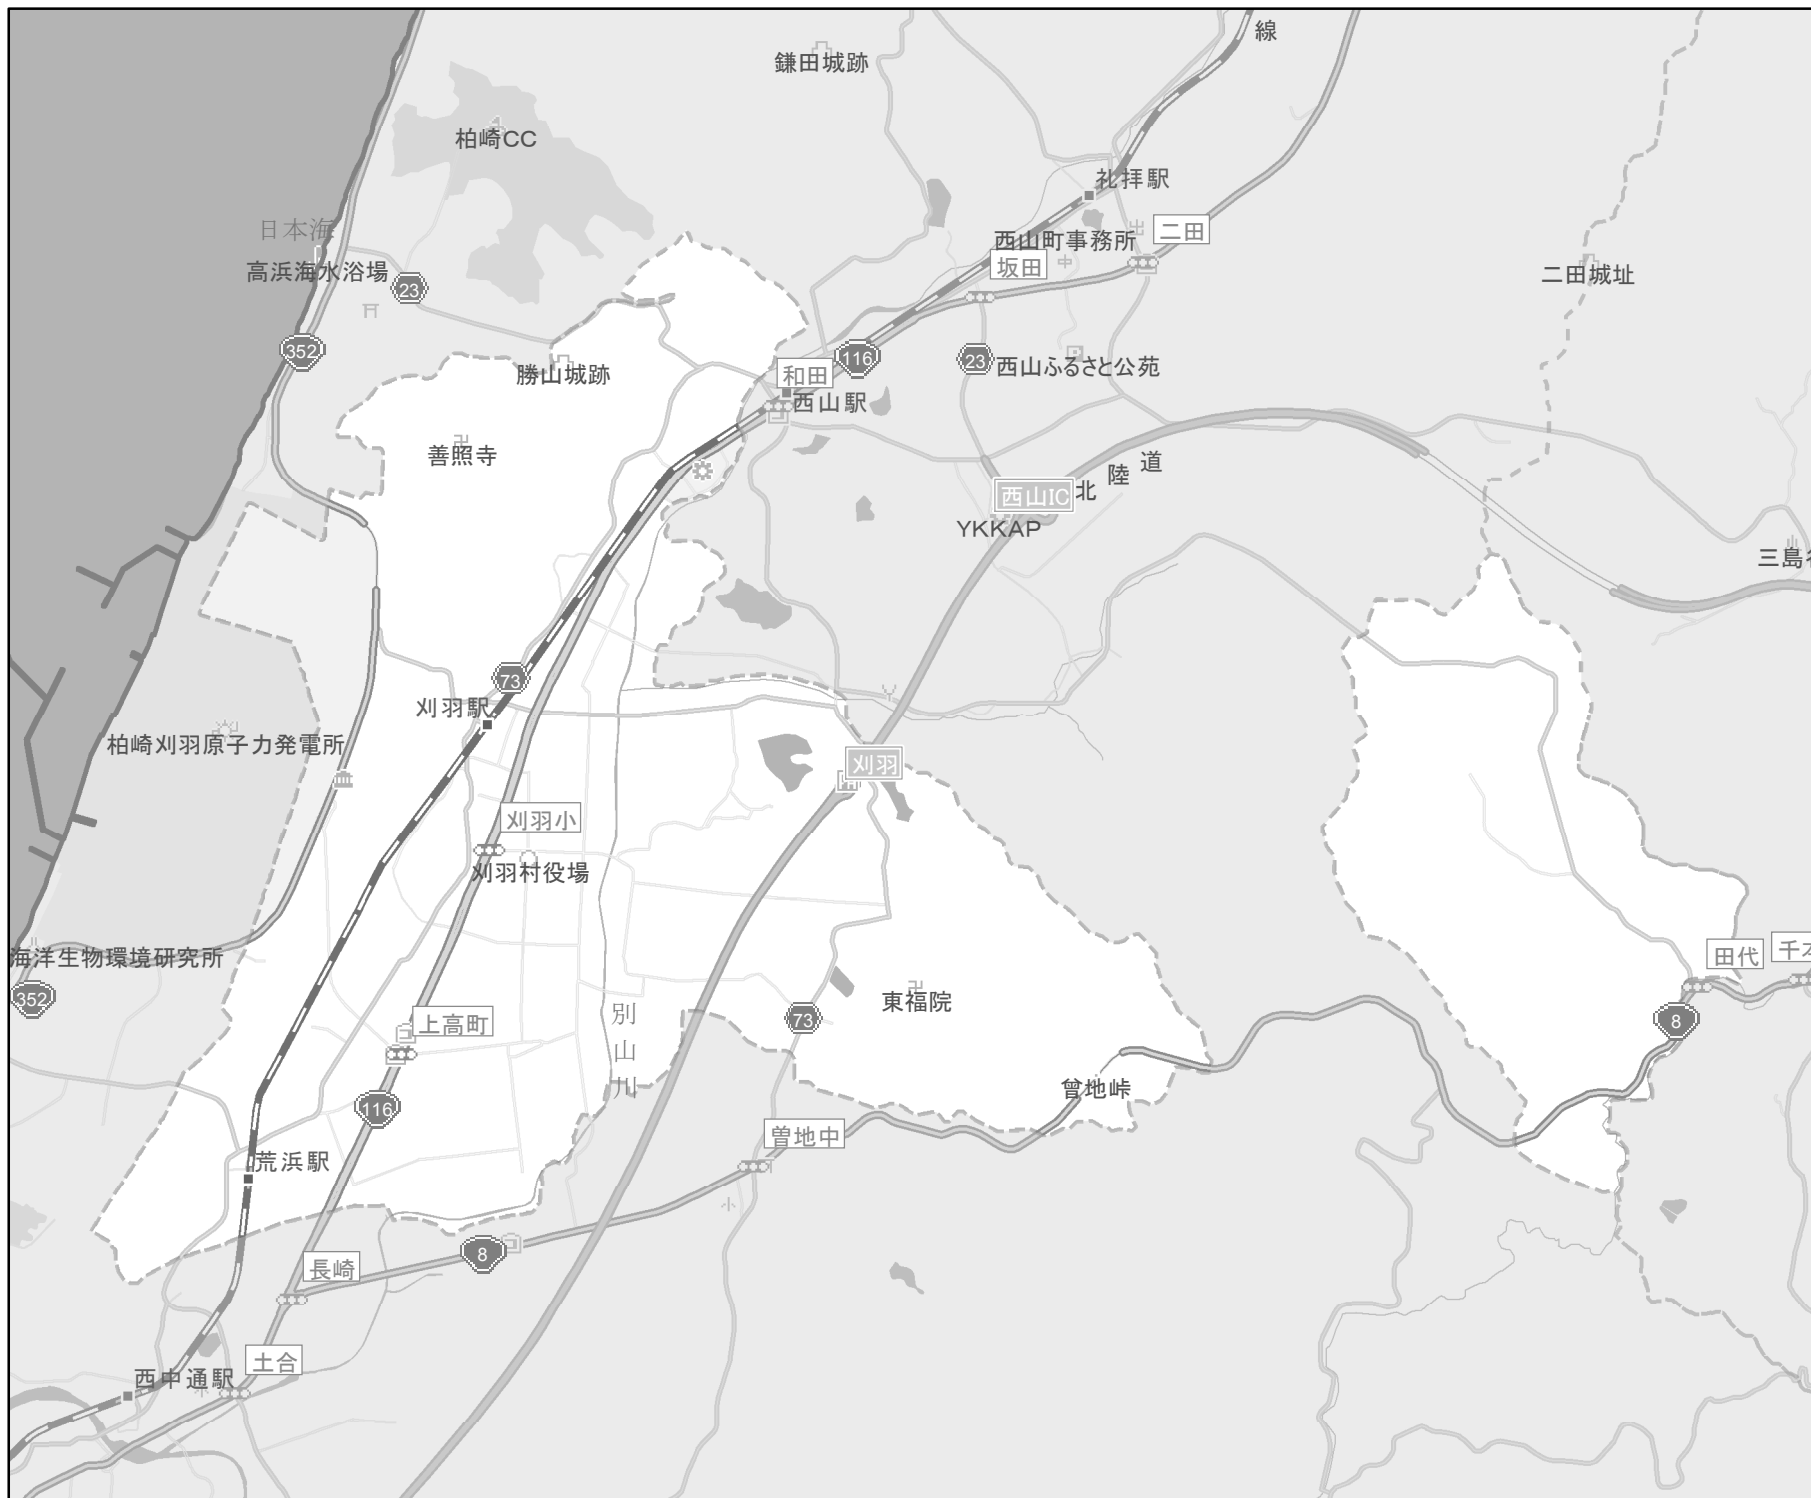 線
鎌田城跡
柏崎CC
礼拝駅
日本海
二田
西山町事務所
坂田
高浜海水浴場
23
二田城址
352
116
23
西山ふるさと公苑
勝山城跡
和田
西山駅
善照寺
北陸道
西山IC
YKKAP
三島谷
73
刈羽駅
柏崎刈羽原子力発電所
刈羽
刈羽小
刈羽村役場
海洋生物環境研究所
352
田代
千本
東福院
別山川
73
8
上高町
曾地峠
116
曽地中
荒浜駅
8
長崎
土合
西中通駅
小
小
中